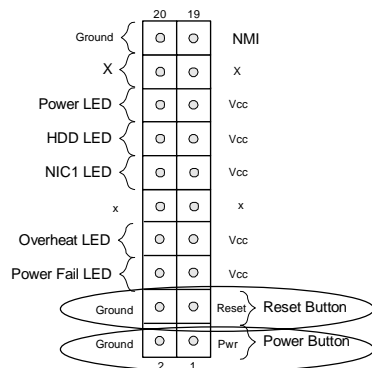 20 19
Ground NMI
X X
Power LED Vcc
HDD LED Vcc
NIC1 LED Vcc
x x
Overheat LED Vcc
Power Fail LED Vcc
Ground Reset Reset Button
Ground Pwr Power Button
2 1